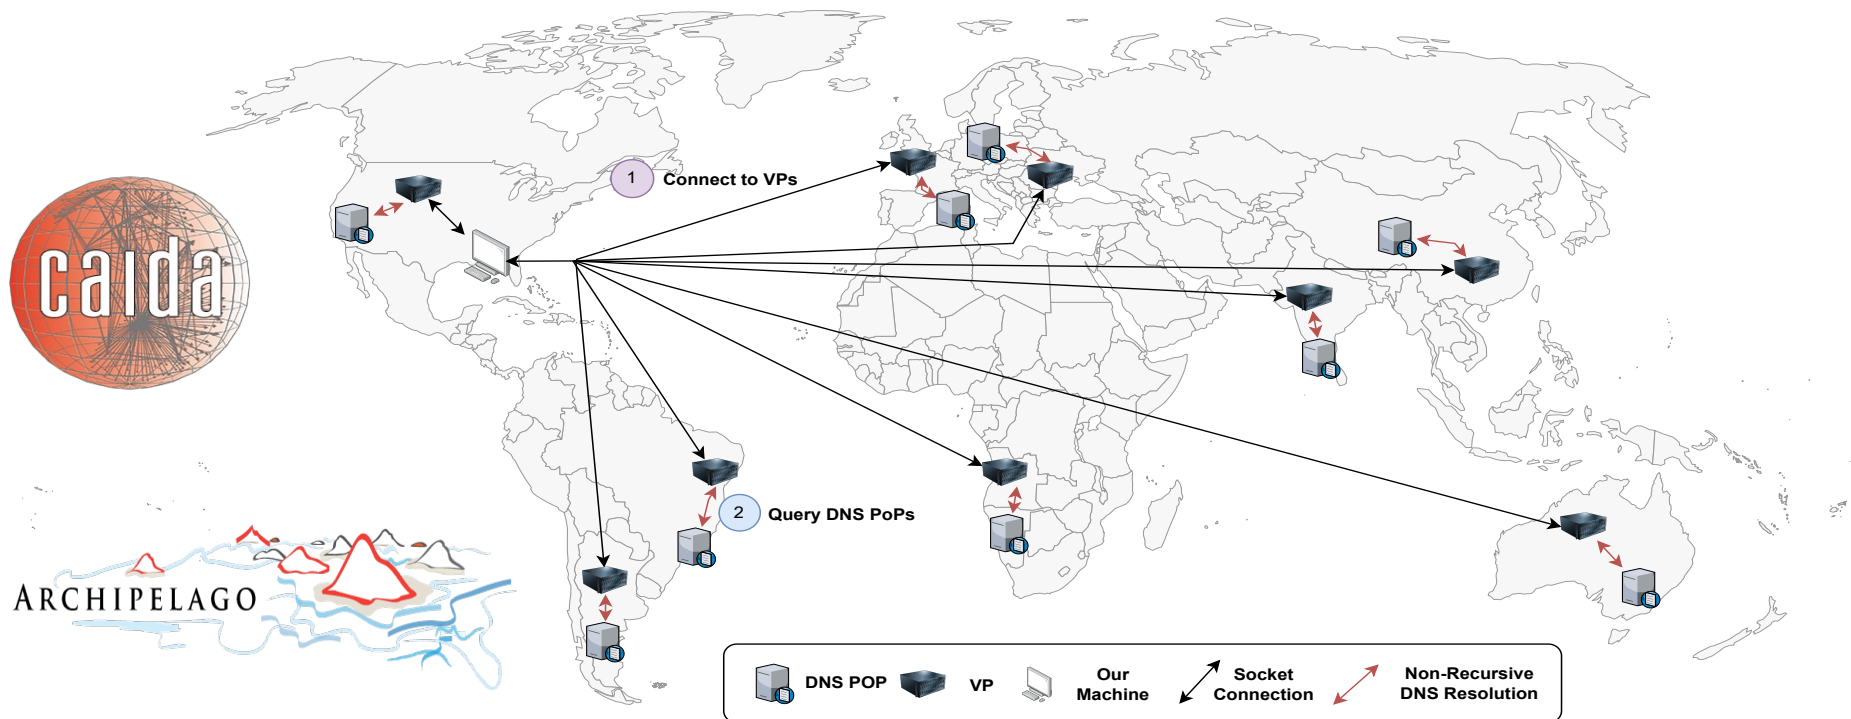 1 Connect to VPs
caida
2 Query DNS PoPs
ARCHIPELAGO
DNS POP
VP
Our
Machine
Socket
Connection
Non-Recursive
DNS Resolution